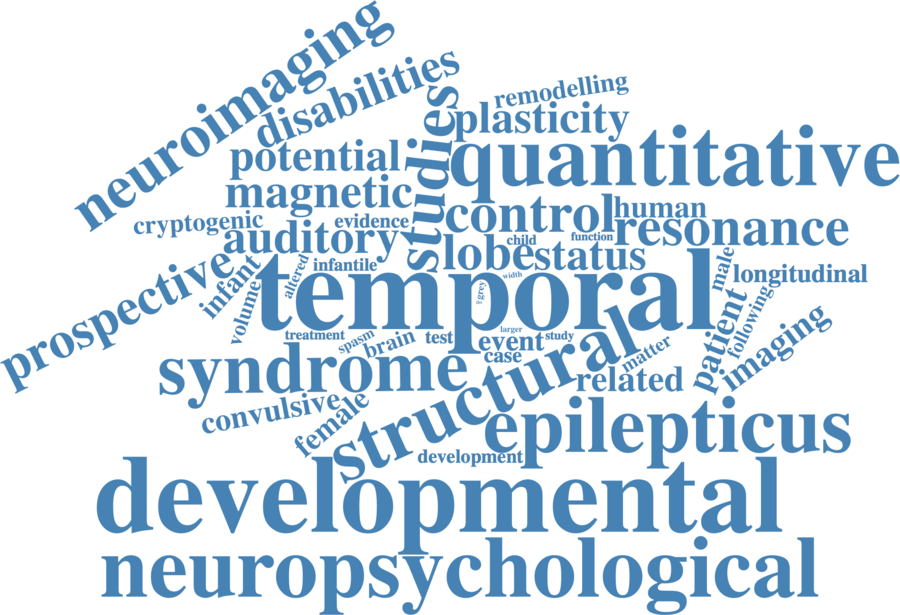 neuroimaging
disabilities
remodelling
studies
plasticity
potential
quantitative
magnetic
cryptogenic
evidence
control
human
auditory
child
function
resonance
lobe
status
prospective
infant
altered
infantile
width
male
longitudinal
volume
temporal
grey
patient
following
treatment
spasm
brain
test
larger
event
study
imaging
syndrome
case
structural
matter
related
convulsive
female
epilepticus
development
developmental
neuropsychological